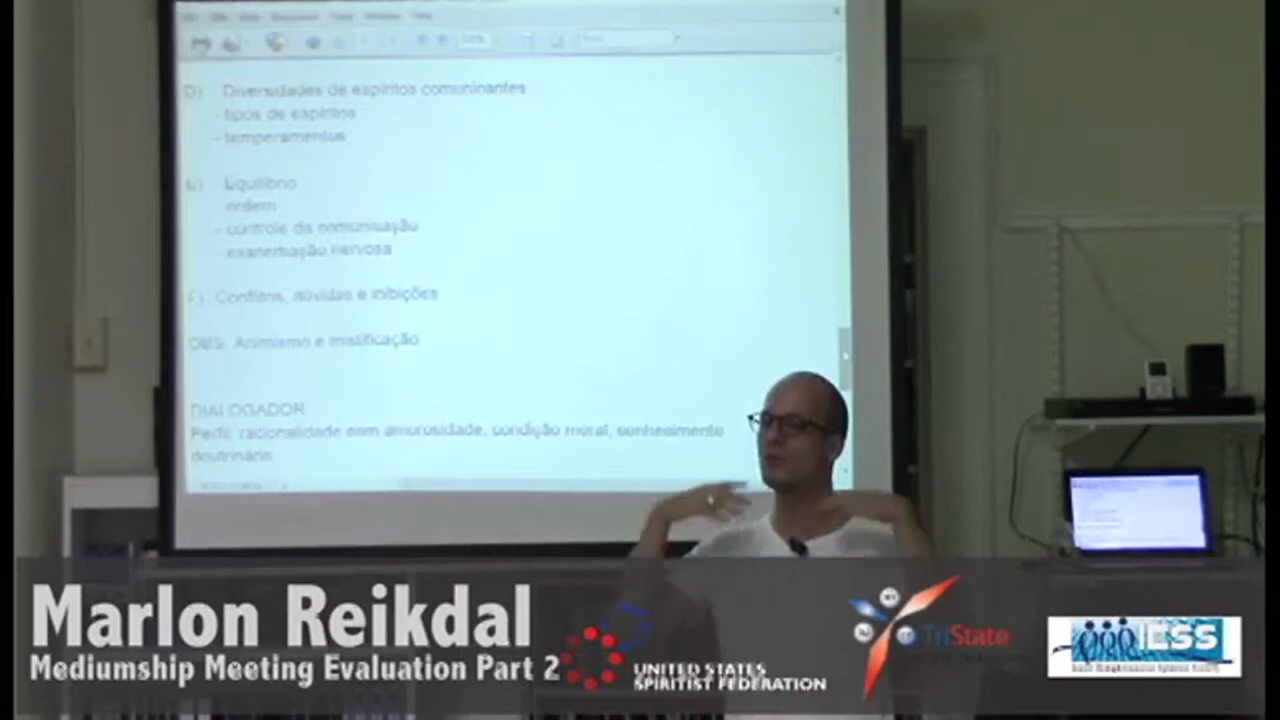 D) Diversidades de espíritos comunicantes
- tipos de espíritos
- temperamentos
E) Equilíbrio
- ordem
- controle da comunicação
- exacerbação nervosa
F) Conflitos, dúvidas e inibições
OBS: Animismo e mistificação
DIALOGADOR
Perfil: racionalidade com amorosidade, condição moral, conhecimento
doutrinário
Marlon Reikdal
Mediumship Meeting Evaluation Part 2
UNITED STATES
SPIRITIST FEDERATION
TriState